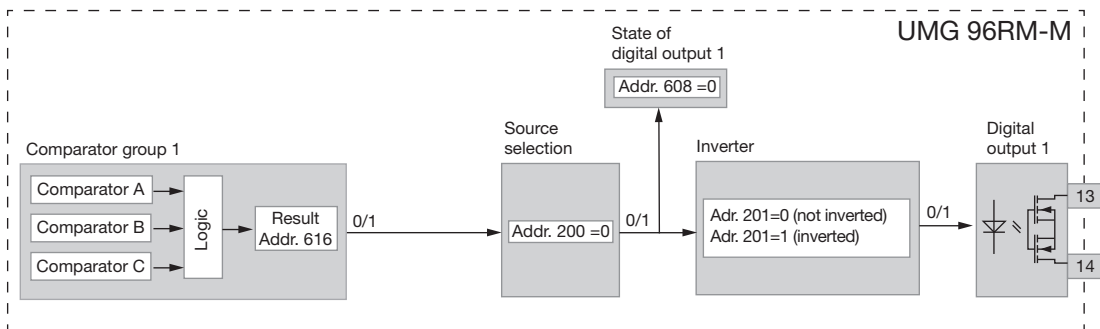 UMG 96RM-M
State of
digital output 1
Addr. 608 =0
Comparator group 1
Comparator A
Comparator B
Comparator C
Logic
Result
Addr. 616
0/1
Source
selection
Addr. 200 =0
0/1
Inverter
Adr. 201=0 (not inverted)
Adr. 201=1 (inverted)
0/1
Digital
output 1
13
14